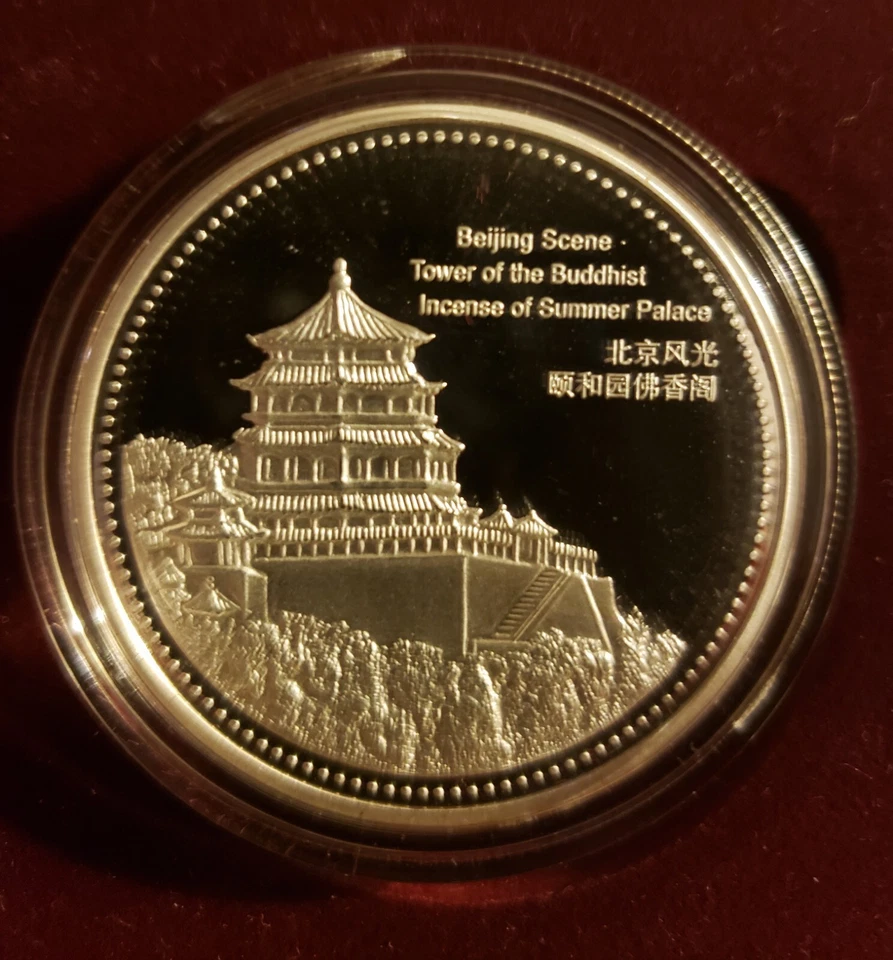 Beijing Scene ·
Tower of the Buddhist
Incense of Summer Palace
北京风光
颐和园佛香阁